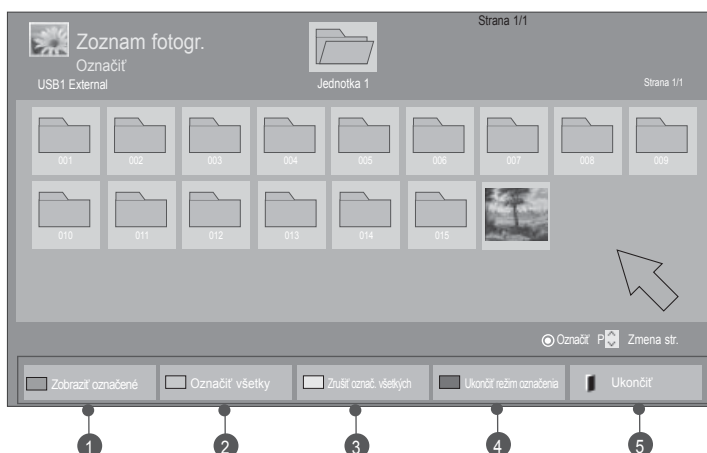 Strana 1/1
Zoznam fotogr.
Označiť
USB1 External
Jednotka 1
Strana 1/1
001 002 003 004 005 006 007 008 009
010 011 012 013 014 015
Označiť P Zmena str.
Zobraziť označené Označiť všetky Zrušiť označ. všetkých Ukončiť režim označenia Ukončiť
1 2 3 4 5